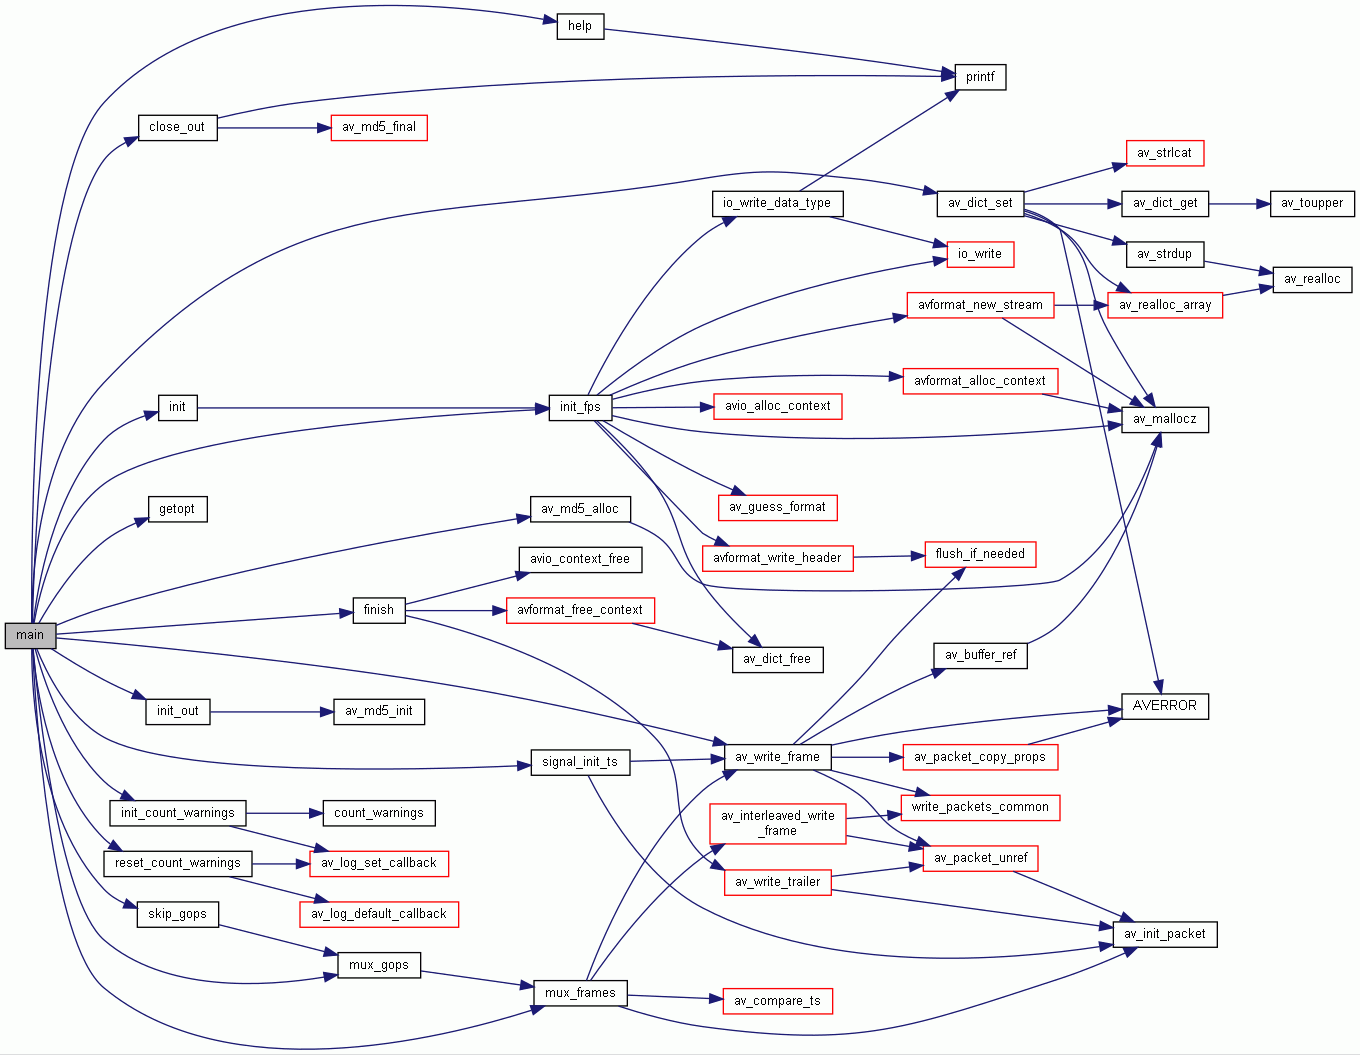 help
printf
close_out
av_md5_final
av_strlcat
io_write_data_type
av_dict_set
av_dict_get
av_toupper
io_write
av_strdup
av_realloc
avformat_new_stream
av_realloc_array
avformat_alloc_context
init
init_fps
avio_alloc_context
av_mallocz
getopt
av_md5_alloc
av_guess_format
avio_context_free
avformat_write_header
flush_if_needed
main
finish
avformat_free_context
av_dict_free
av_buffer_ref
init_out
av_md5_init
AVERROR
signal_init_ts
av_write_frame
av_packet_copy_props
init_count_warnings
count_warnings
av_interleaved_write
_frame
write_packets_common
reset_count_warnings
av_log_set_callback
av_packet_unref
av_write_trailer
skip_gops
av_log_default_callback
av_init_packet
mux_gops
mux_frames
av_compare_ts